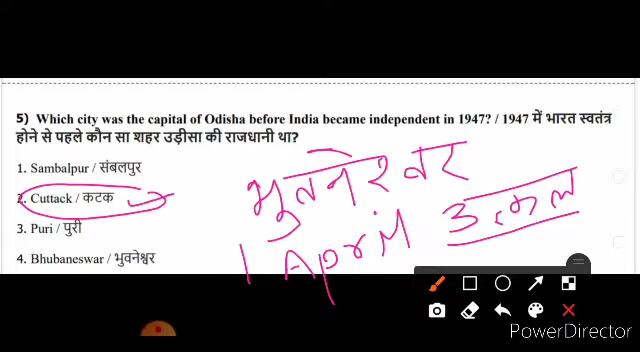 5) Which city was the capital of Odisha before India became independent in 1947? / 1947 में भारत स्वतंत्र
होने से पहले कौन सा शहर उड़ीसा की राजधानी था?
1. Sambalpur / संबलपुर
2. Cuttack / कटक
3. Puri / पुरी
4. Bhubaneswar / भुवनेश्वर
भुवनेश्वर
1 April उत्कल
PowerDirector